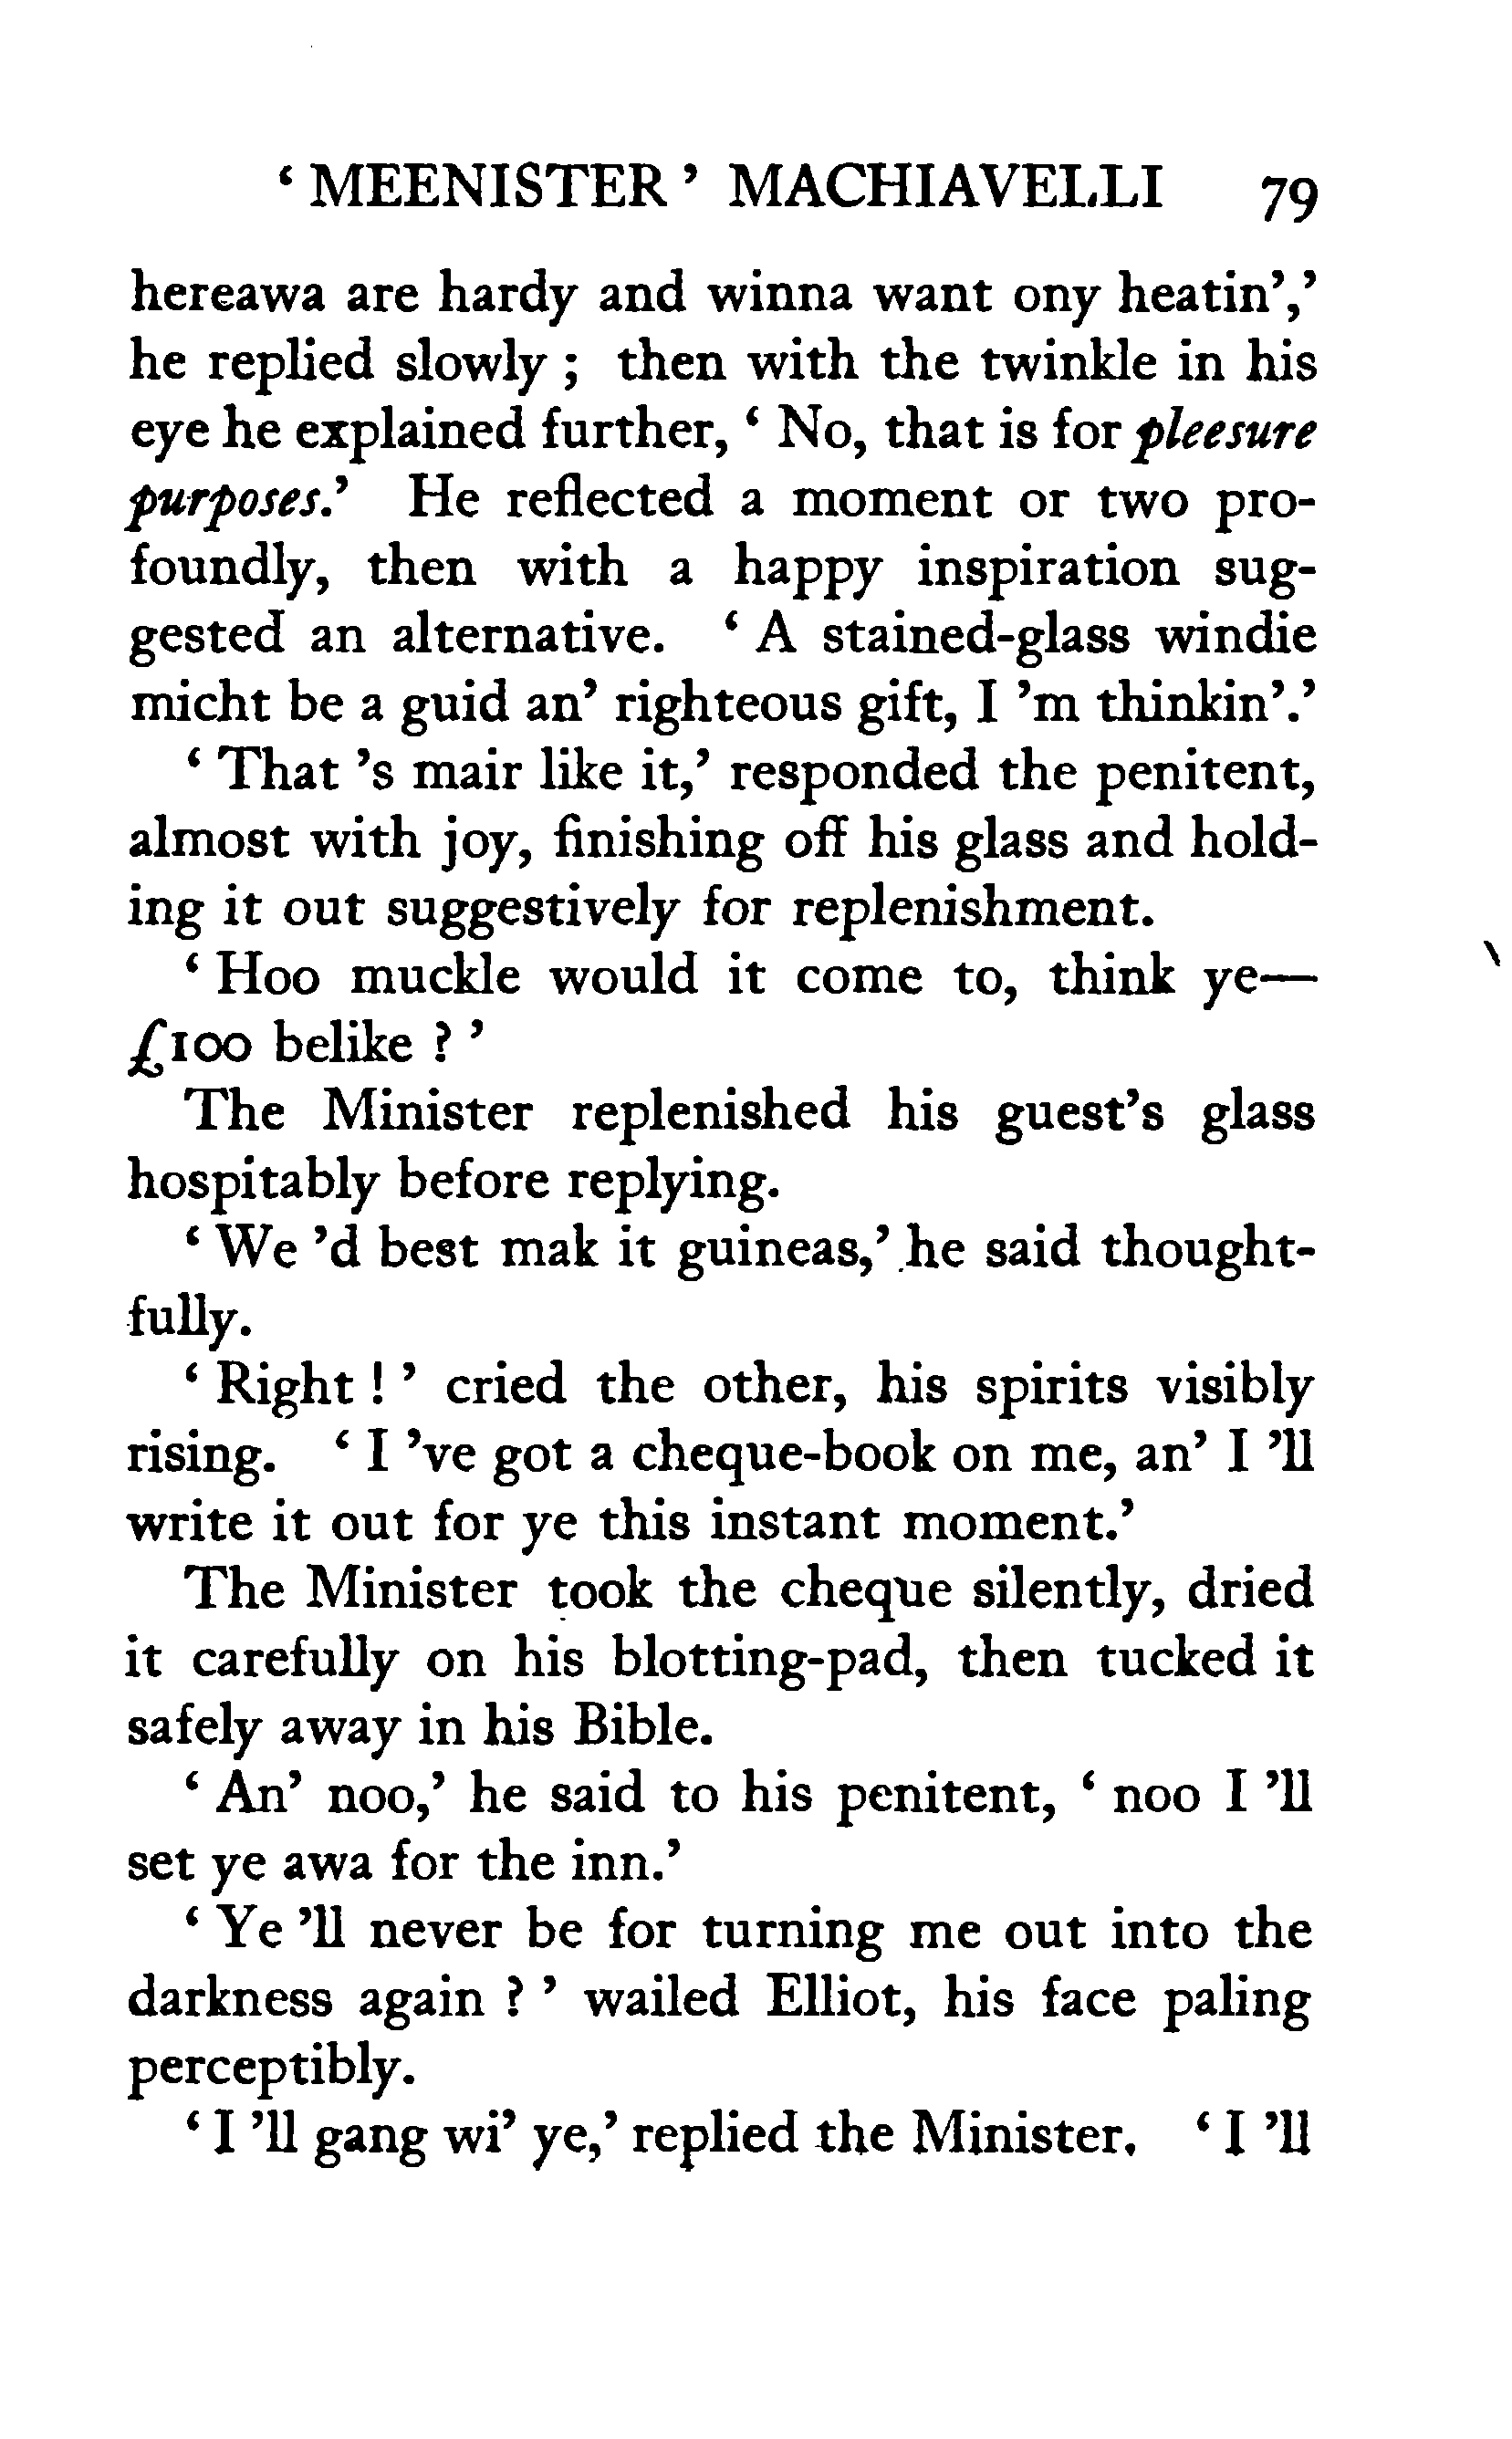 ‘ MEENISTER ’ MACHIAVELLI 79
hereawa are hardy and winna want ony heatin’,’
he replied slowly ; then with the twinkle in his
eye he explained further, ‘ No, that is for pleesure
purposes.’ He reflected a moment or two pro-
foundly, then with a happy inspiration sug-
gested an alternative. ‘ A stained-glass windie
micht be a guid an’ righteous gift, I ’m thinkin’.’
‘ That ’s mair like it,’ responded the penitent,
almost with joy, finishing off his glass and hold-
ing it out suggestively for replenishment.
‘ Hoo muckle would it come to, think ye—
£100 belike ? ’
The Minister replenished his guest’s glass
hospitably before replying.
‘ We ’d best mak it guineas,’ he said thought-
fully.
‘ Right ! ’ cried the other, his spirits visibly
rising. ‘ I ’ve got a cheque-book on me, an’ I ’ll
write it out for ye this instant moment.’
The Minister took the cheque silently, dried
it carefully on his blotting-pad, then tucked it
safely away in his Bible.
‘ An’ noo,’ he said to his penitent, ‘ noo I ’ll
set ye awa for the inn.’
‘ Ye ’ll never be for turning me out into the
darkness again ? ’ wailed Elliot, his face paling
perceptibly.
‘ I ’ll gang wi’ ye,’ replied the Minister. ‘ I ’ll